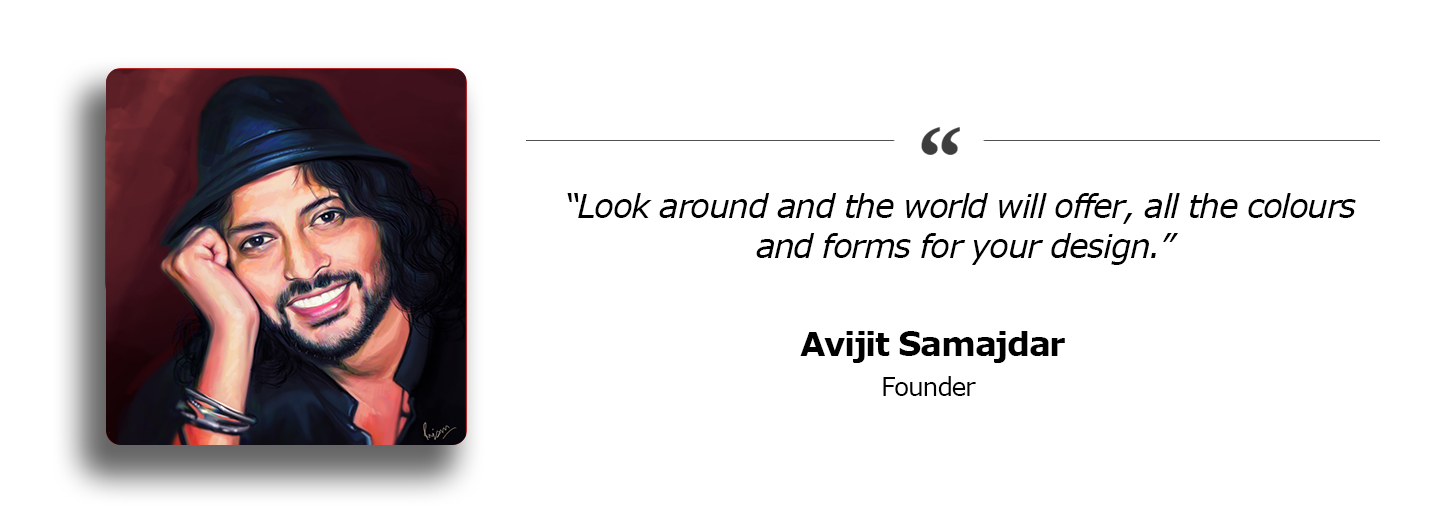 “
“Look around and the world will offer, all the colours
and forms for your design.”
Avijit Samajdar
Founder